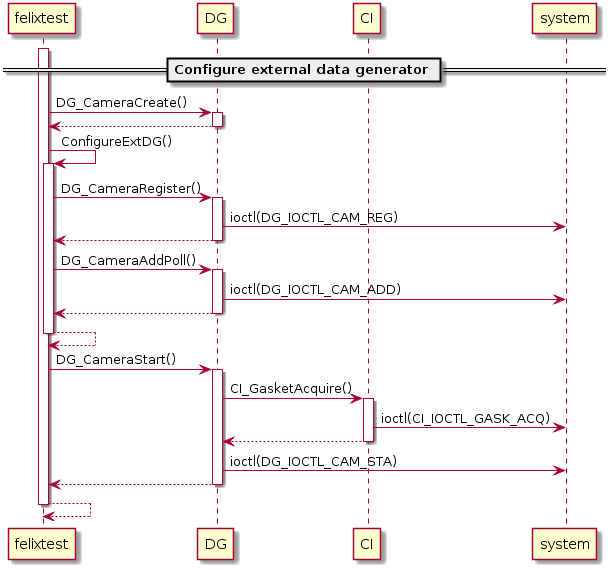 felixtest DG CI system
Configure external data generator
DG_CameraCreate()
ConfigureExtDG()
DG_CameraRegister()
ioctl(DG_IOCTL_CAM_REG)
DG_CameraAddPoll()
ioctl(DG_IOCTL_CAM_ADD)
DG_CameraStart()
CI_GasketAcquire()
ioctl(CI_IOCTL_GASK_ACQ)
ioctl(DG_IOCTL_CAM_STA)
felixtest DG CI system